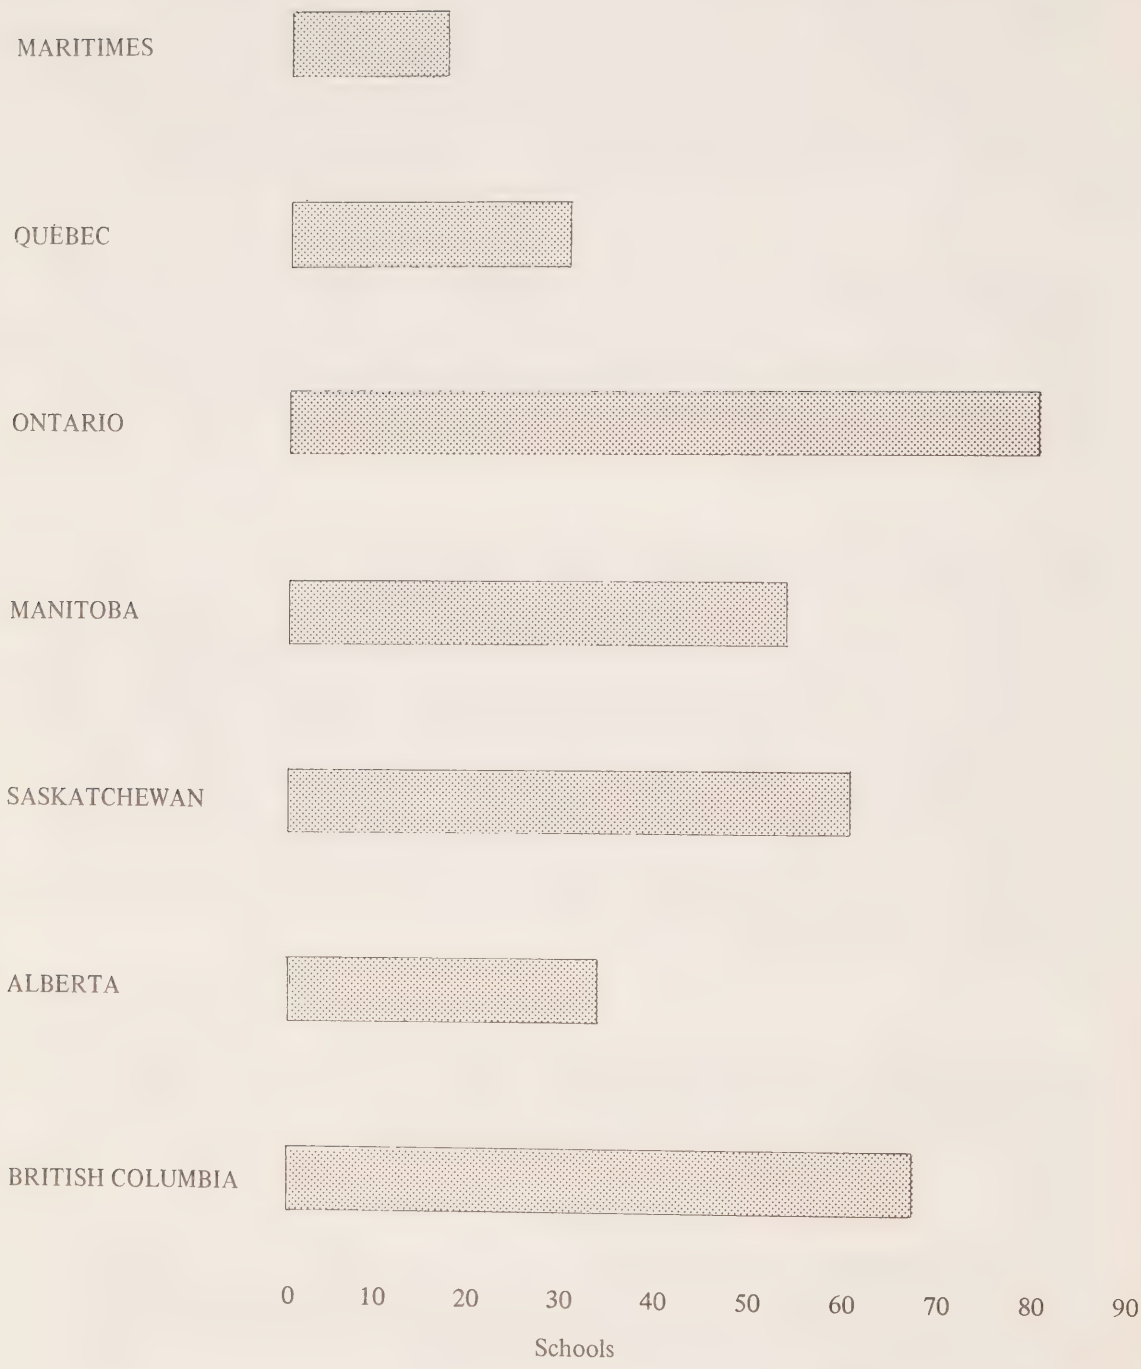 MARITIMES
QUÉBEC
ONTARIO
MANITOBA
SASKATCHEWAN
ALBERTA
BRITISH COLUMBIA
0 10 20 30 40 50 60 70 80 90
Schools